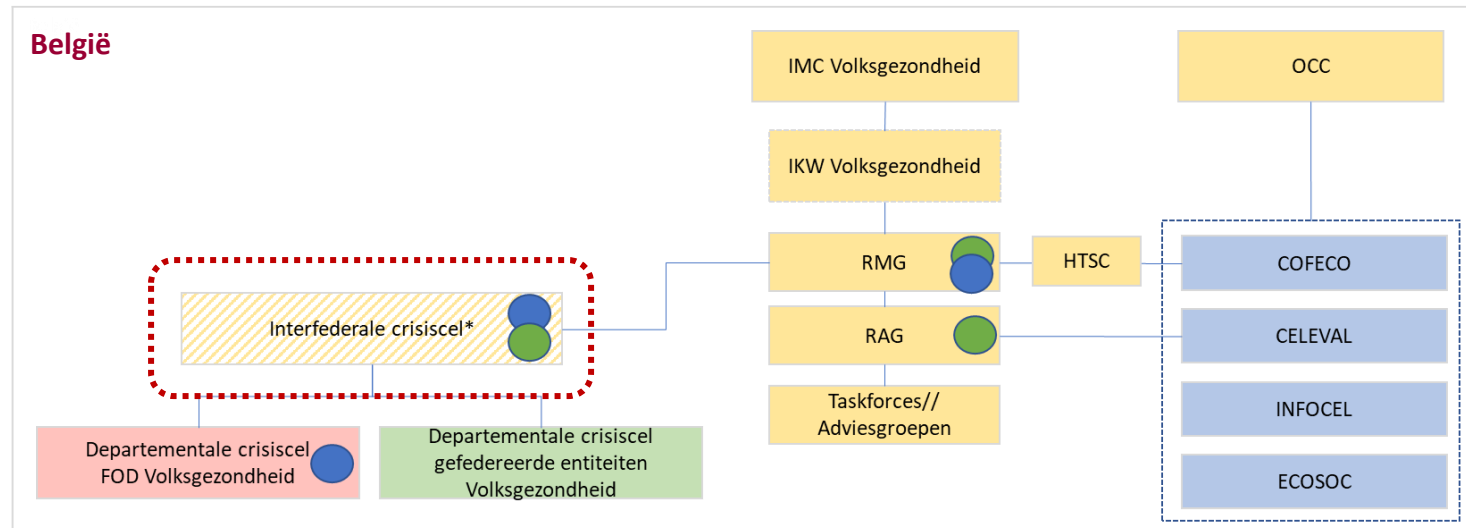 België
IMC Volksgezondheid
OCC
IKW Volksgezondheid
RMG
HTSC
COFECO
Interfederale crisiscel*
RAG
CELEVAL
Taskforces//
Adviesgroepen
INFOCEL
Departementale crisiscel
FOD Volksgezondheid
Departementale crisiscel
gefedereerde entiteiten
Volksgezondheid
ECOSOC